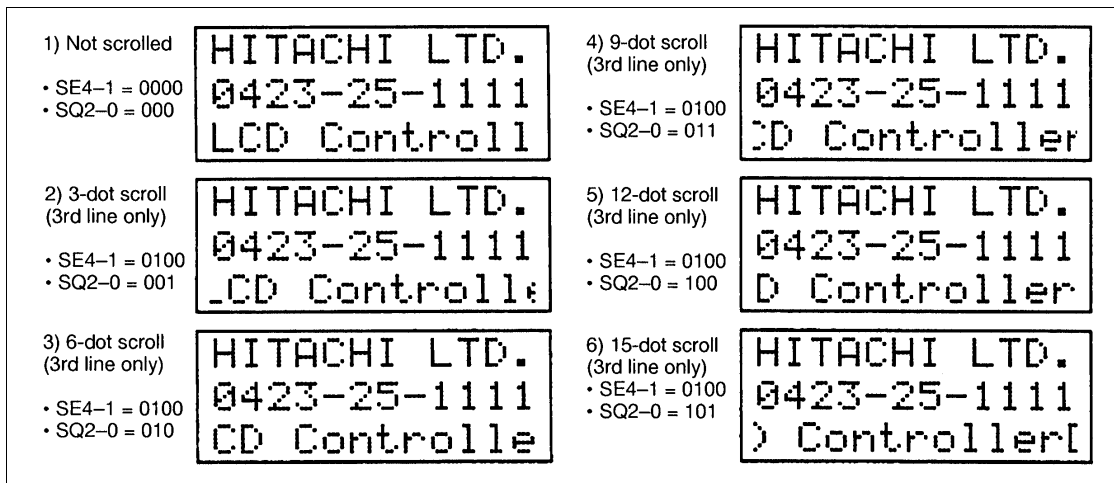 1) Not scrolled
• SE4–1 = 0000
• SQ2–0 = 000
HITACHI LTD.
0423-25-1111
LCD Controll
2) 3-dot scroll
(3rd line only)
• SE4–1 = 0100
• SQ2–0 = 001
HITACHI LTD.
0423-25-1111
LCD Controlle
3) 6-dot scroll
(3rd line only)
• SE4–1 = 0100
• SQ2–0 = 010
HITACHI LTD.
0423-25-1111
CD Controlle
4) 9-dot scroll
(3rd line only)
• SE4–1 = 0100
• SQ2–0 = 011
HITACHI LTD.
0423-25-1111
CD Controller
5) 12-dot scroll
(3rd line only)
• SE4–1 = 0100
• SQ2–0 = 100
HITACHI LTD.
0423-25-1111
D Controller
6) 15-dot scroll
(3rd line only)
• SE4–1 = 0100
• SQ2–0 = 101
HITACHI LTD.
0423-25-1111
) Controller[